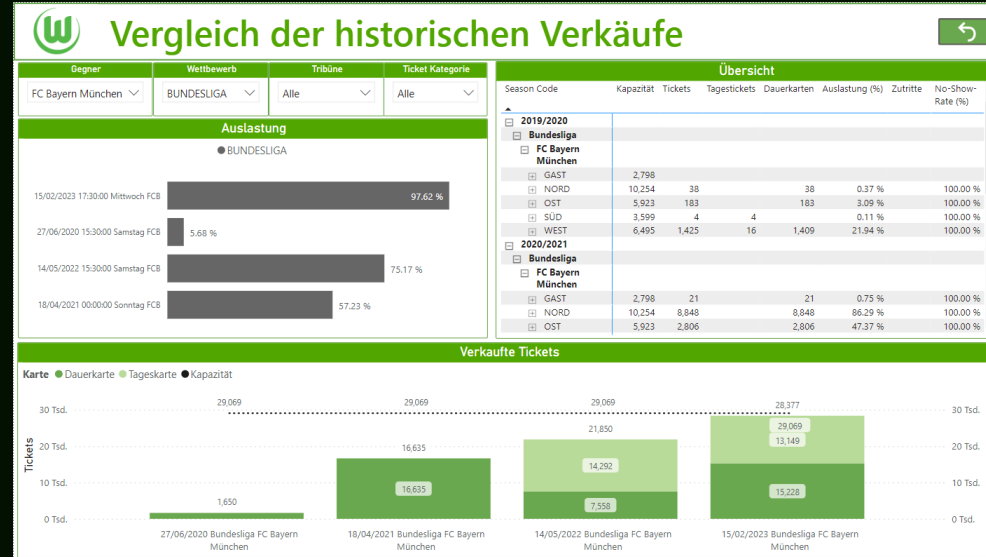 Vergleich der historischen Verkäufe
Gegner
Wettbewerb
Tribüne
Ticket Kategorie
FC Bayern München
BUNDESLIGA
Alle
Alle
Auslastung
BUNDESLIGA
15/02/2023 17:30:00 Mittwoch FCB
97.62 %
27/06/2020 15:30:00 Samstag FCB
5.68 %
14/05/2022 15:30:00 Samstag FCB
75.17 %
18/04/2021 00:00:00 Sonntag FCB
57.23 %
Übersicht
Season Code Kapazität Tickets Tagestickets Dauerkarten Auslastung (%) Zutritte No-Show-
Rate (%)
2019/2020
Bundesliga
FC Bayern
München
GAST 2,798
NORD 10,254 38 38 0.37 % 100.00 %
OST 5,923 183 183 3.09 % 100.00 %
SÜD 3,599 4 4 0.11 % 100.00 %
WEST 6,495 1,425 16 1,409 21.94 % 100.00 %
2020/2021
Bundesliga
FC Bayern
München
GAST 2,798 21 21 0.75 % 100.00 %
NORD 10,254 8,848 8,848 86.29 % 100.00 %
OST 5,923 2,806 2,806 47.37 % 100.00 %
Verkaufte Tickets
Karte Dauerkarte Tageskarte Kapazität
Tickets
30 Tsd.
20 Tsd.
10 Tsd.
0 Tsd.
29,069
1,650
29,069
16,635
16,635
29,069
21,850
14,292
7,558
28,377
29,069
13,149
15,228
30 Tsd.
20 Tsd.
10 Tsd.
0 Tsd.
27/06/2020 Bundesliga FC Bayern
München
18/04/2021 Bundesliga FC Bayern
München
14/05/2022 Bundesliga FC Bayern
München
15/02/2023 Bundesliga FC Bayern
München